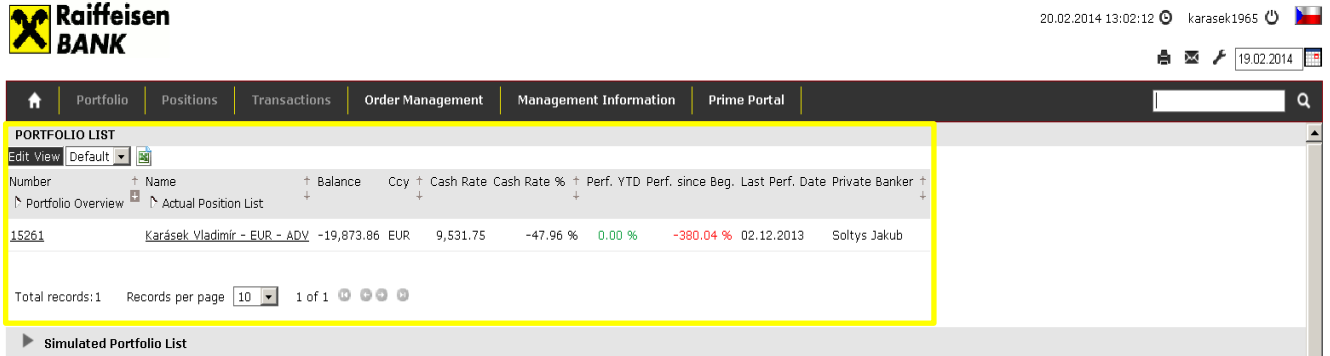 Raiffeisen
BANK
20.02.2014 13:02:12 karasek1965
19.02.2014
Portfolio Positions Transactions Order Management Management Information Prime Portal
PORTFOLIO LIST
Edit View Default
Number Name Balance Ccy Cash Rate Cash Rate % Perf. YTD Perf. since Beg. Last Perf. Date Private Banker
Portfolio Overview Actual Position List
15261 Karásek Vladimír - EUR - ADV -19,873.86 EUR 9,531.75 -47.96 % 0.00 % -380.04 % 02.12.2013 Soltys Jakub
Total records:1 Records per page 10 1 of 1
Simulated Portfolio List